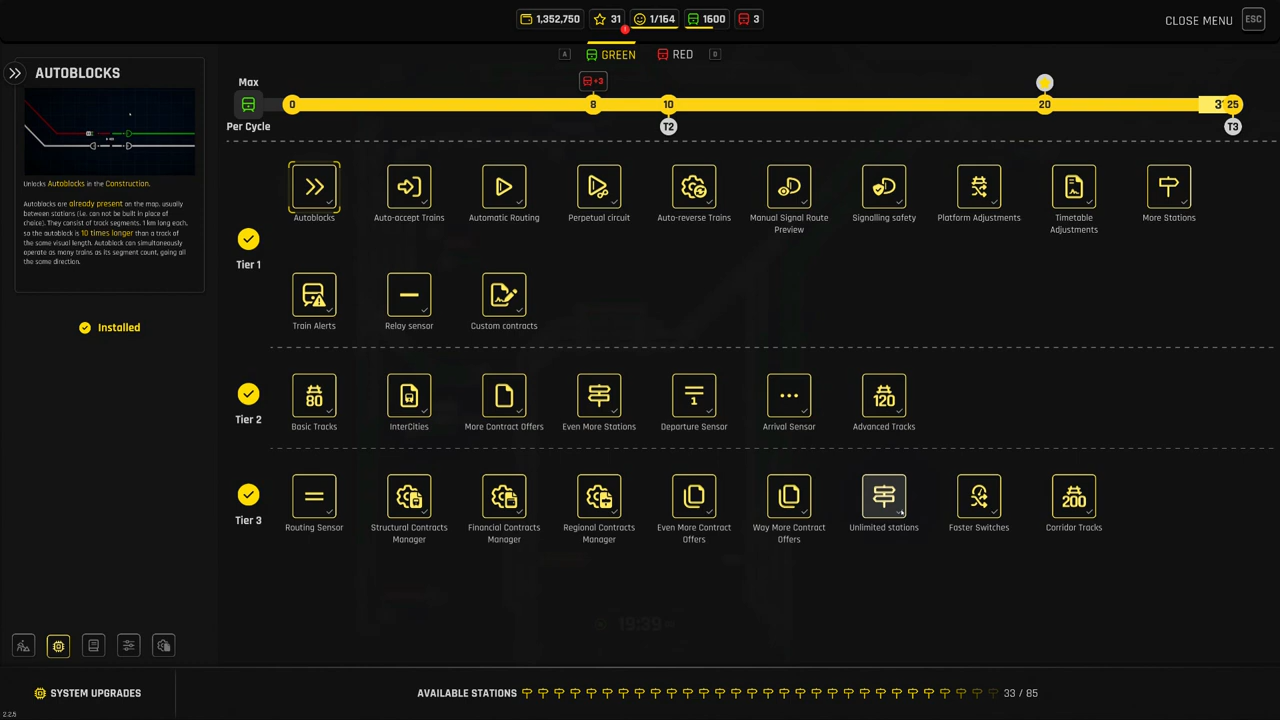 1,352,750 31 1/164 1600 3
CLOSE MENU ESC
! 
A GREEN RED D
AUTOBLOCKS
Max
+3
0 8 10 20 25
Per Cycle
T2 T3
Unlocks Autoblocks in the Construction.
Autoblocks are already present on the map, usually
between stations (i.e. can not be built in place of
choice). They consist of track segments, 1 km long each,
so the autoblock is 10 times longer than a track of
the same visual length. Autoblock can simultaneously
operate as many trains as its segment count, going all
the same direction.
Installed
Tier 1
Autoblocks
Auto-accept Trains
Automatic Routing
Perpetual circuit
Auto-reverse Trains
Manual Signal Route
Preview
Signalling safety
Platform Adjustments
Timetable
Adjustments
More Stations
Train Alerts
Relay sensor
Custom contracts
Tier 2
80
Basic Tracks
InterCities
More Contract Offers
Even More Stations
1
Departure Sensor
Arrival Sensor
120
Advanced Tracks
Tier 3
Routing Sensor
Structural Contracts
Manager
Financial Contracts
Manager
Regional Contracts
Manager
Even More Contract
Offers
Way More Contract
Offers
Unlimited stations
Faster Switches
200
Corridor Tracks
19:39
SYSTEM UPGRADES
AVAILABLE STATIONS 33 / 85
2.2.5